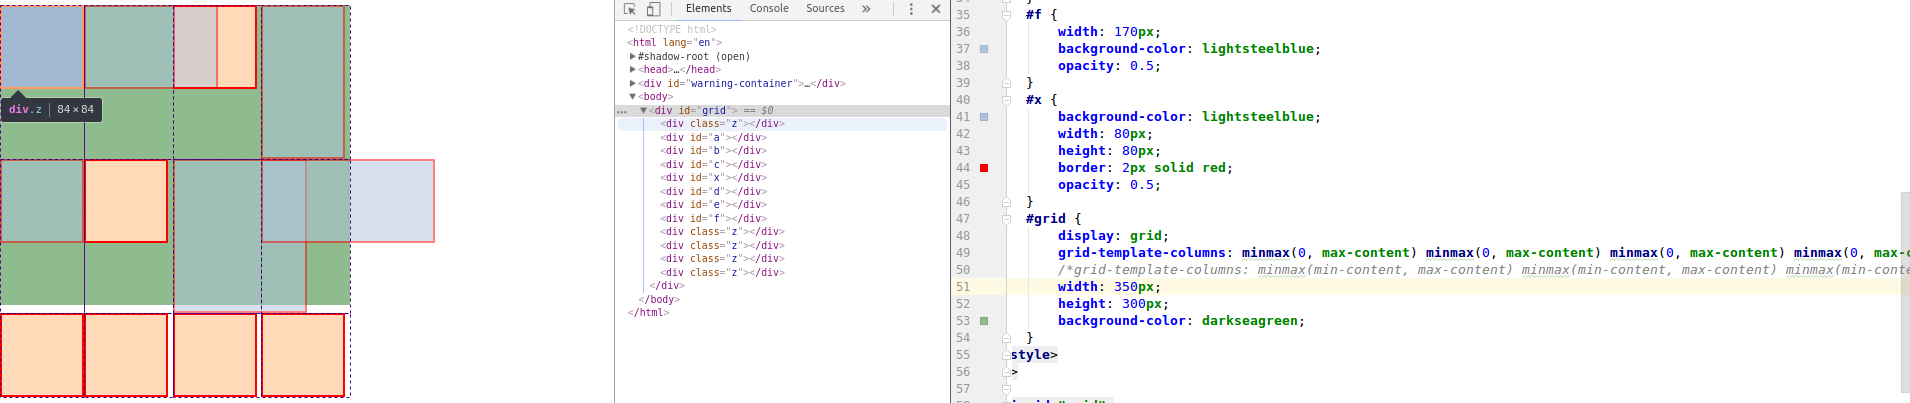 div.z | 84 × 84
Elements Console Sources »
<!DOCTYPE html>
<html lang="en">
▶#shadow-root (open)
▶<head>…</head>
▶<div id="warning-container">…</div>
▼<body>
… ▼<div id="grid"> == $0
<div class="z"></div>
<div id="a"></div>
<div id="b"></div>
<div id="c"></div>
<div id="x"></div>
<div id="d"></div>
<div id="e"></div>
<div id="f"></div>
<div class="z"></div>
<div class="z"></div>
<div class="z"></div>
<div class="z"></div>
</div>
</body>
</html>
35 #f {
36 width: 170px;
37 background-color: lightsteelblue;
38 opacity: 0.5;
39 }
40 #x {
41 background-color: lightsteelblue;
42 width: 80px;
43 height: 80px;
44 border: 2px solid red;
45 opacity: 0.5;
46 }
47 #grid {
48 display: grid;
49 grid-template-columns: minmax(0, max-content) minmax(0, max-content) minmax(0, max-content) minmax(0, max-c
50 /*grid-template-columns: minmax(min-content, max-content) minmax(min-content, max-content) minmax(min-conte
51 width: 350px;
52 height: 300px;
53 background-color: darkseagreen;
54 }
55 style>
56 >
57